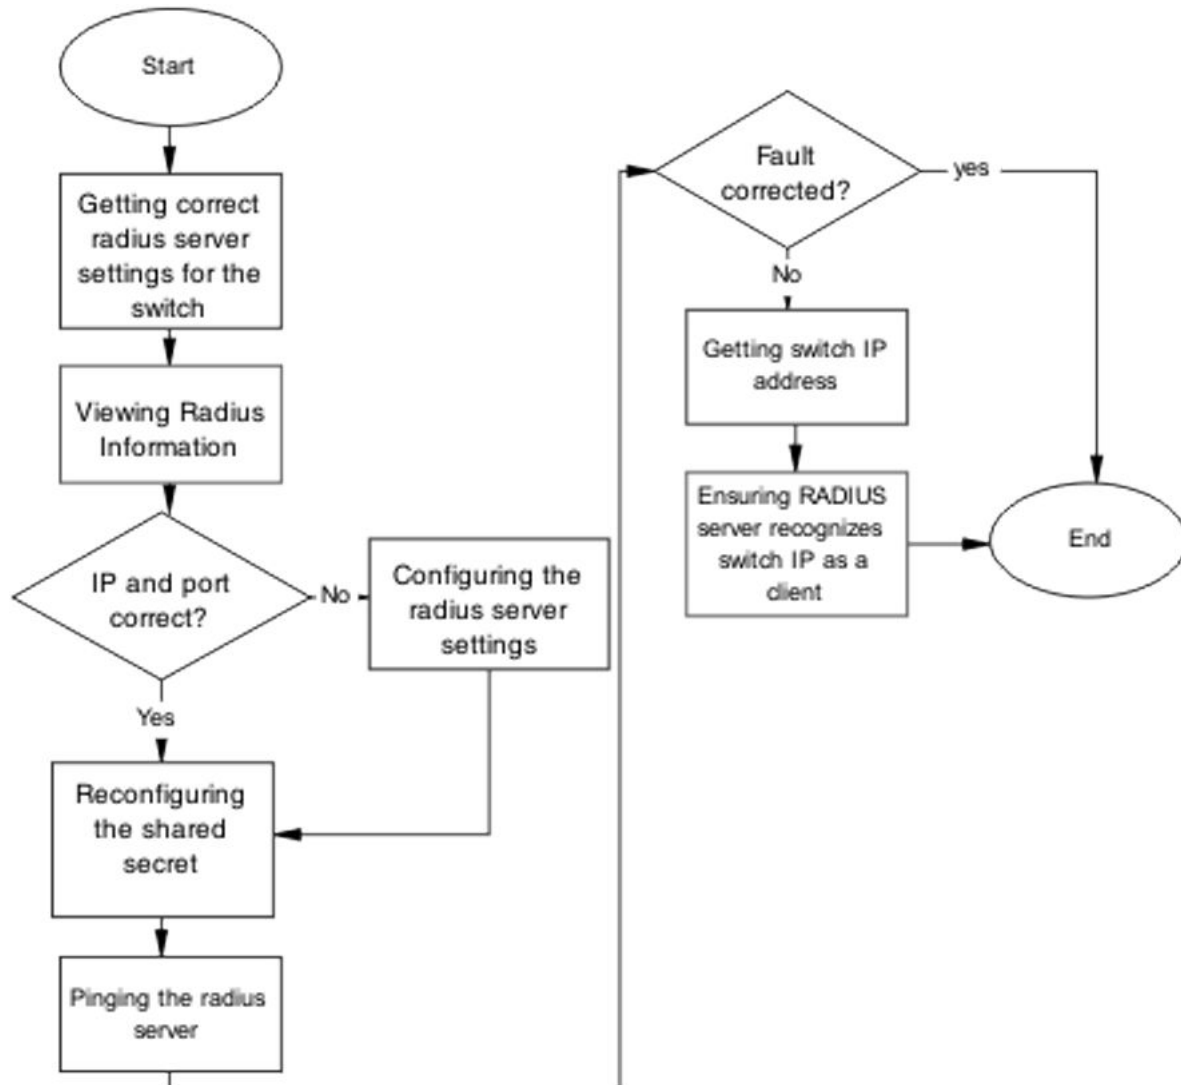 Start
Getting correct
radius server
settings for the
switch
Viewing Radius
Information
IP and port
correct?
No
Configuring the
radius server
settings
Yes
Reconfiguring
the shared
secret
Pinging the radius
server
Fault
corrected?
yes
No
Getting switch IP
address
Ensuring RADIUS
server recognizes
switch IP as a
client
End